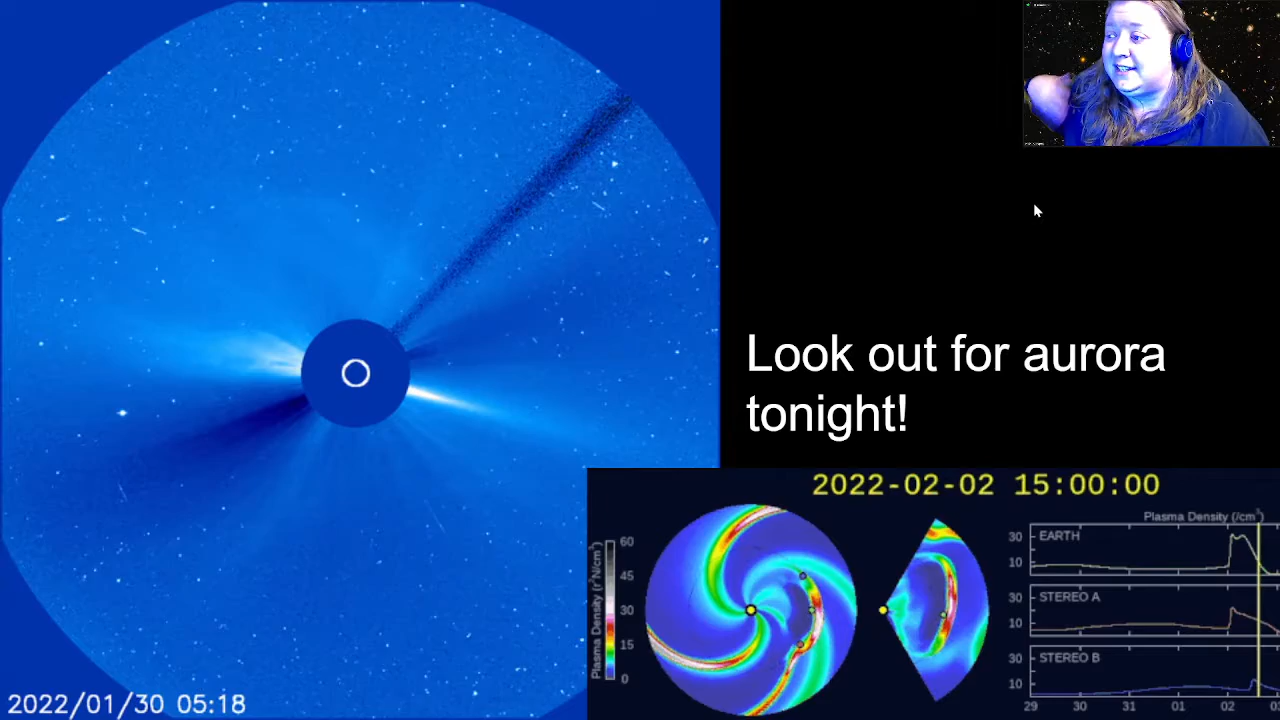 Look out for aurora
tonight!
2022-02-02 15:00:00
Plasma Density (r²N/cm³)
60
45
30
15
0
Plasma Density (/cm³)
EARTH
30
10
STEREO A
30
10
STEREO B
30
10
29 30 31 01 02
2022/01/30 05:18